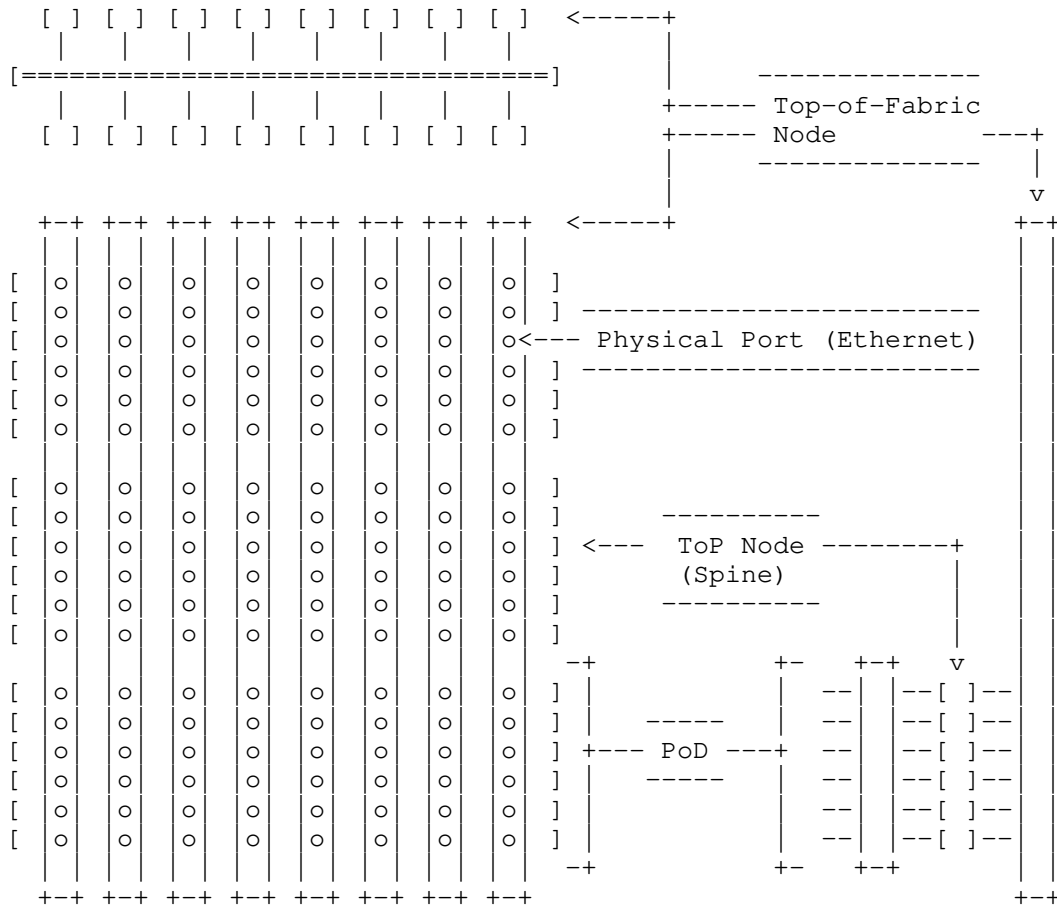 Top-of-Fabric
Node
Physical Port (Ethernet)
ToP Node
(Spine)
PoD